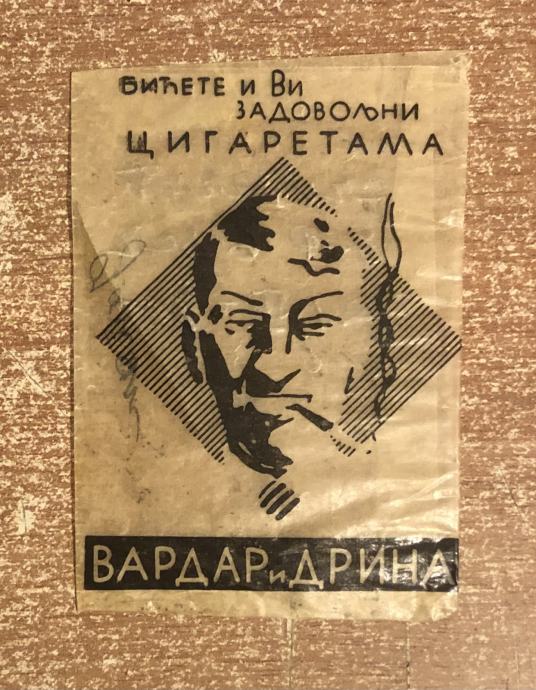 БИЋЕТЕ И ВИ
ЗАДОВОЉНИ
ЦИГАРЕТАМА
ВАРДАР и ДРИНА